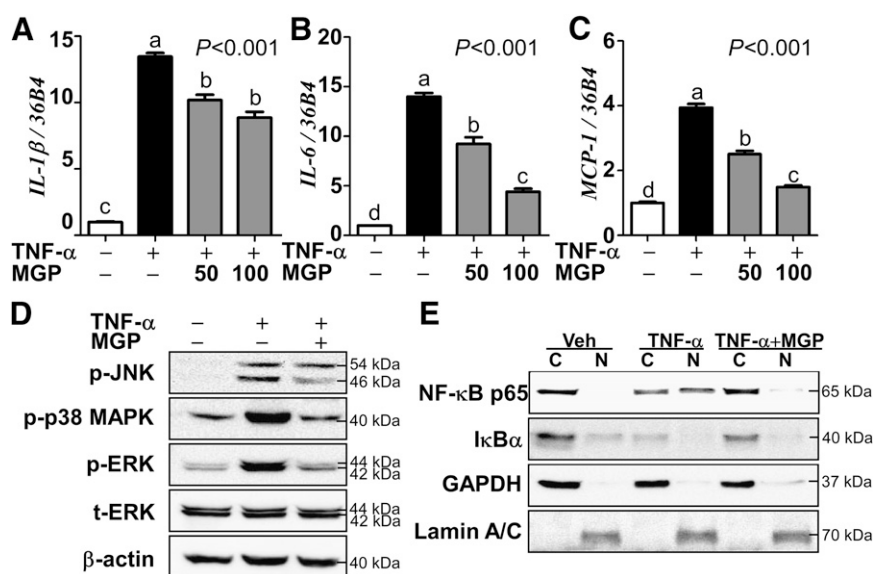 A
15
10
5
0
IL-1β / 36B4
P<0.001
c
a
b
b
TNF-α – + + +
MGP – – 50 100
B
20
15
10
5
0
IL-6 / 36B4
P<0.001
d
a
b
c
TNF-α – + + +
MGP – – 50 100
C
6
4
2
0
MCP-1 / 36B4
P<0.001
d
a
b
c
TNF-α – + + +
MGP – – 50 100
D
TNF-α – + +
MGP – – +
p-JNK
54 kDa
46 kDa
p-p38 MAPK
40 kDa
p-ERK
44 kDa
42 kDa
t-ERK
44 kDa
42 kDa
β-actin
40 kDa
E
Veh TNF-α TNF-α+MGP
C N C N C N
NF-κB p65
65 kDa
IκBα
40 kDa
GAPDH
37 kDa
Lamin A/C
70 kDa